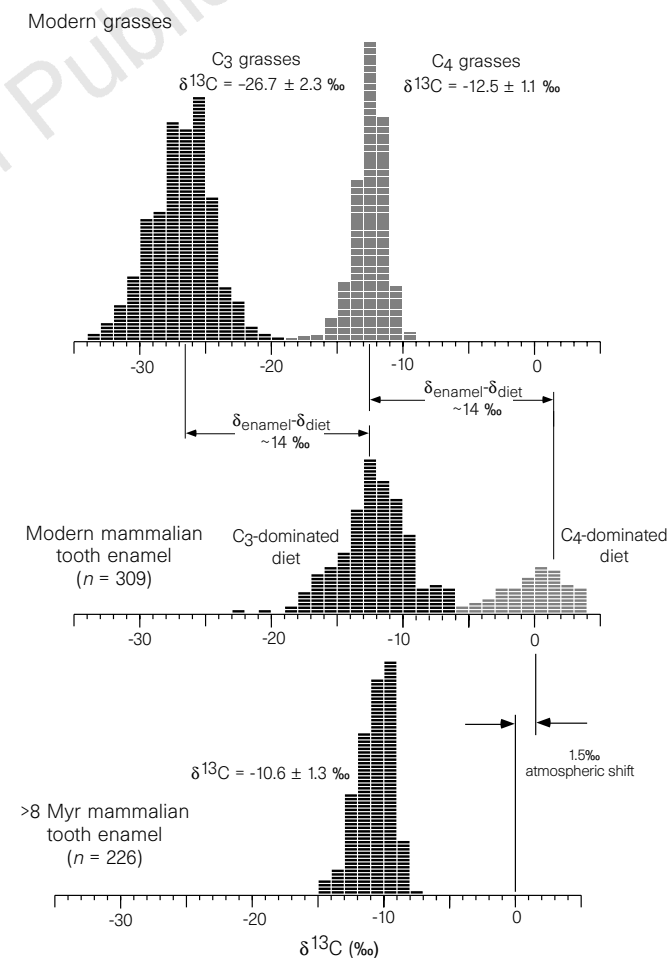 Publi
Modern grasses
C3 grasses
δ13C = -26.7 ± 2.3 ‰
C4 grasses
δ13C = -12.5 ± 1.1 ‰
-30 -20 -10 0
δenamel-δdiet
~14 ‰
δenamel-δdiet
~14 ‰
Modern mammalian
tooth enamel
(n = 309)
C3-dominated
diet
C4-dominated
diet
-30 -20 -10 0
1.5‰
atmospheric shift
δ13C = -10.6 ± 1.3 ‰
>8 Myr mammalian
tooth enamel
(n = 226)
-30 -20 -10 0
δ13C (‰)